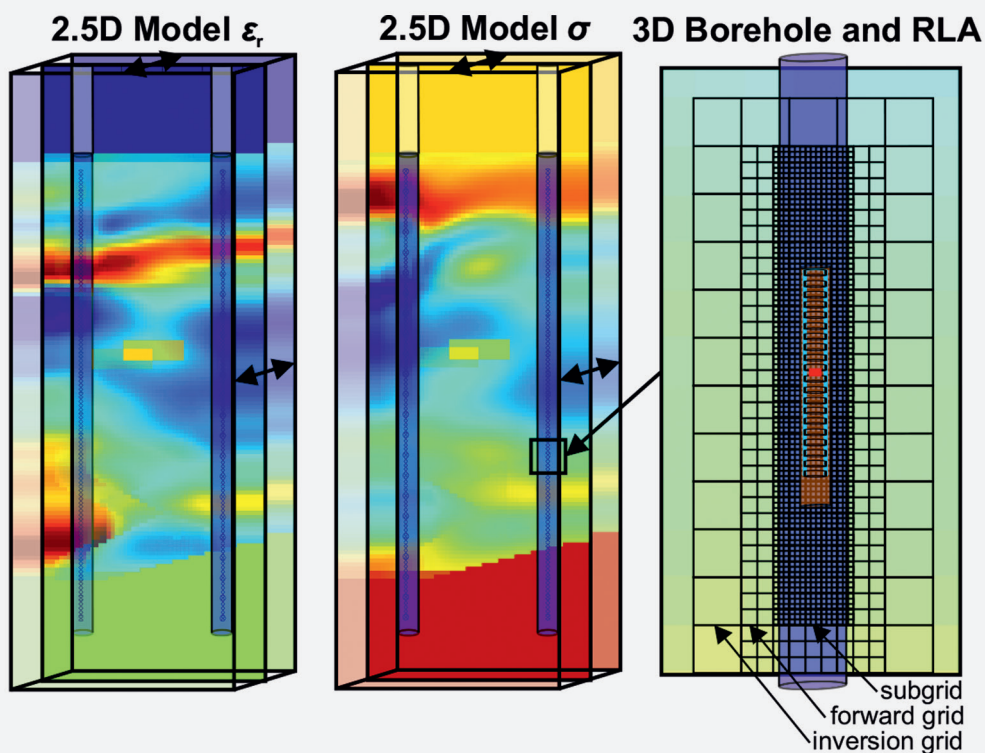 2.5D Model εr
2.5D Model σ
3D Borehole and RLA
subgrid
forward grid
inversion grid